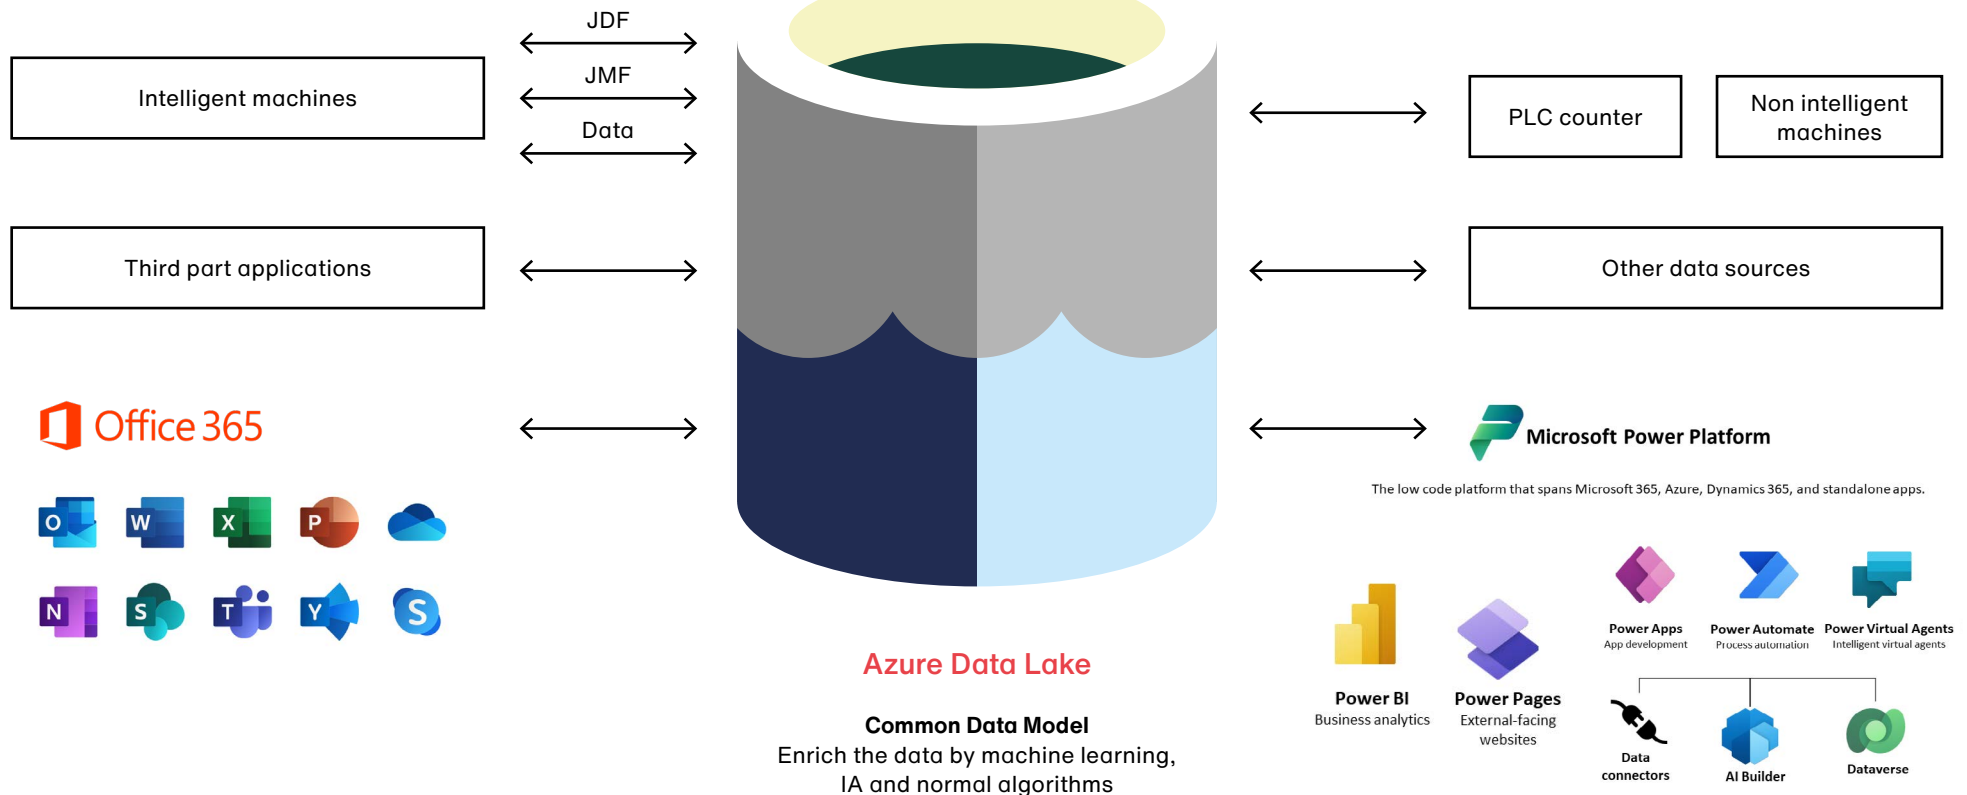 JDF
JMF
Data
Intelligent machines
PLC counter
Non intelligent
machines
Third part applications
Other data sources
Office 365
Microsoft Power Platform
The low code platform that spans Microsoft 365, Azure, Dynamics 365, and standalone apps.
O
W
X
P
N
S
T
Y
S
Power Apps
App development
Power Automate
Process automation
Power Virtual Agents
Intelligent virtual agents
Power BI
Business analytics
Power Pages
External-facing
websites
Data
connectors
AI Builder
Dataverse
Azure Data Lake
Common Data Model
Enrich the data by machine learning,
IA and normal algorithms